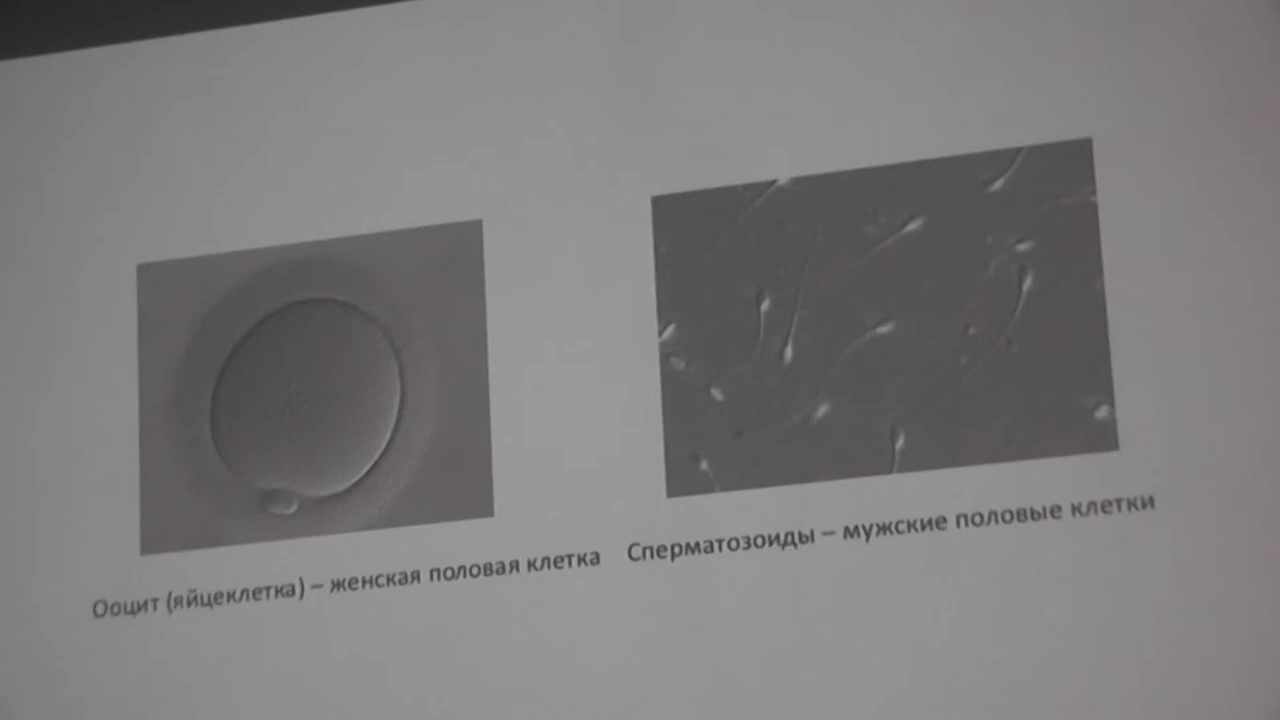 Ооцит (яйцеклетка) – женская половая клетка
Сперматозоиды – мужские половые клетки